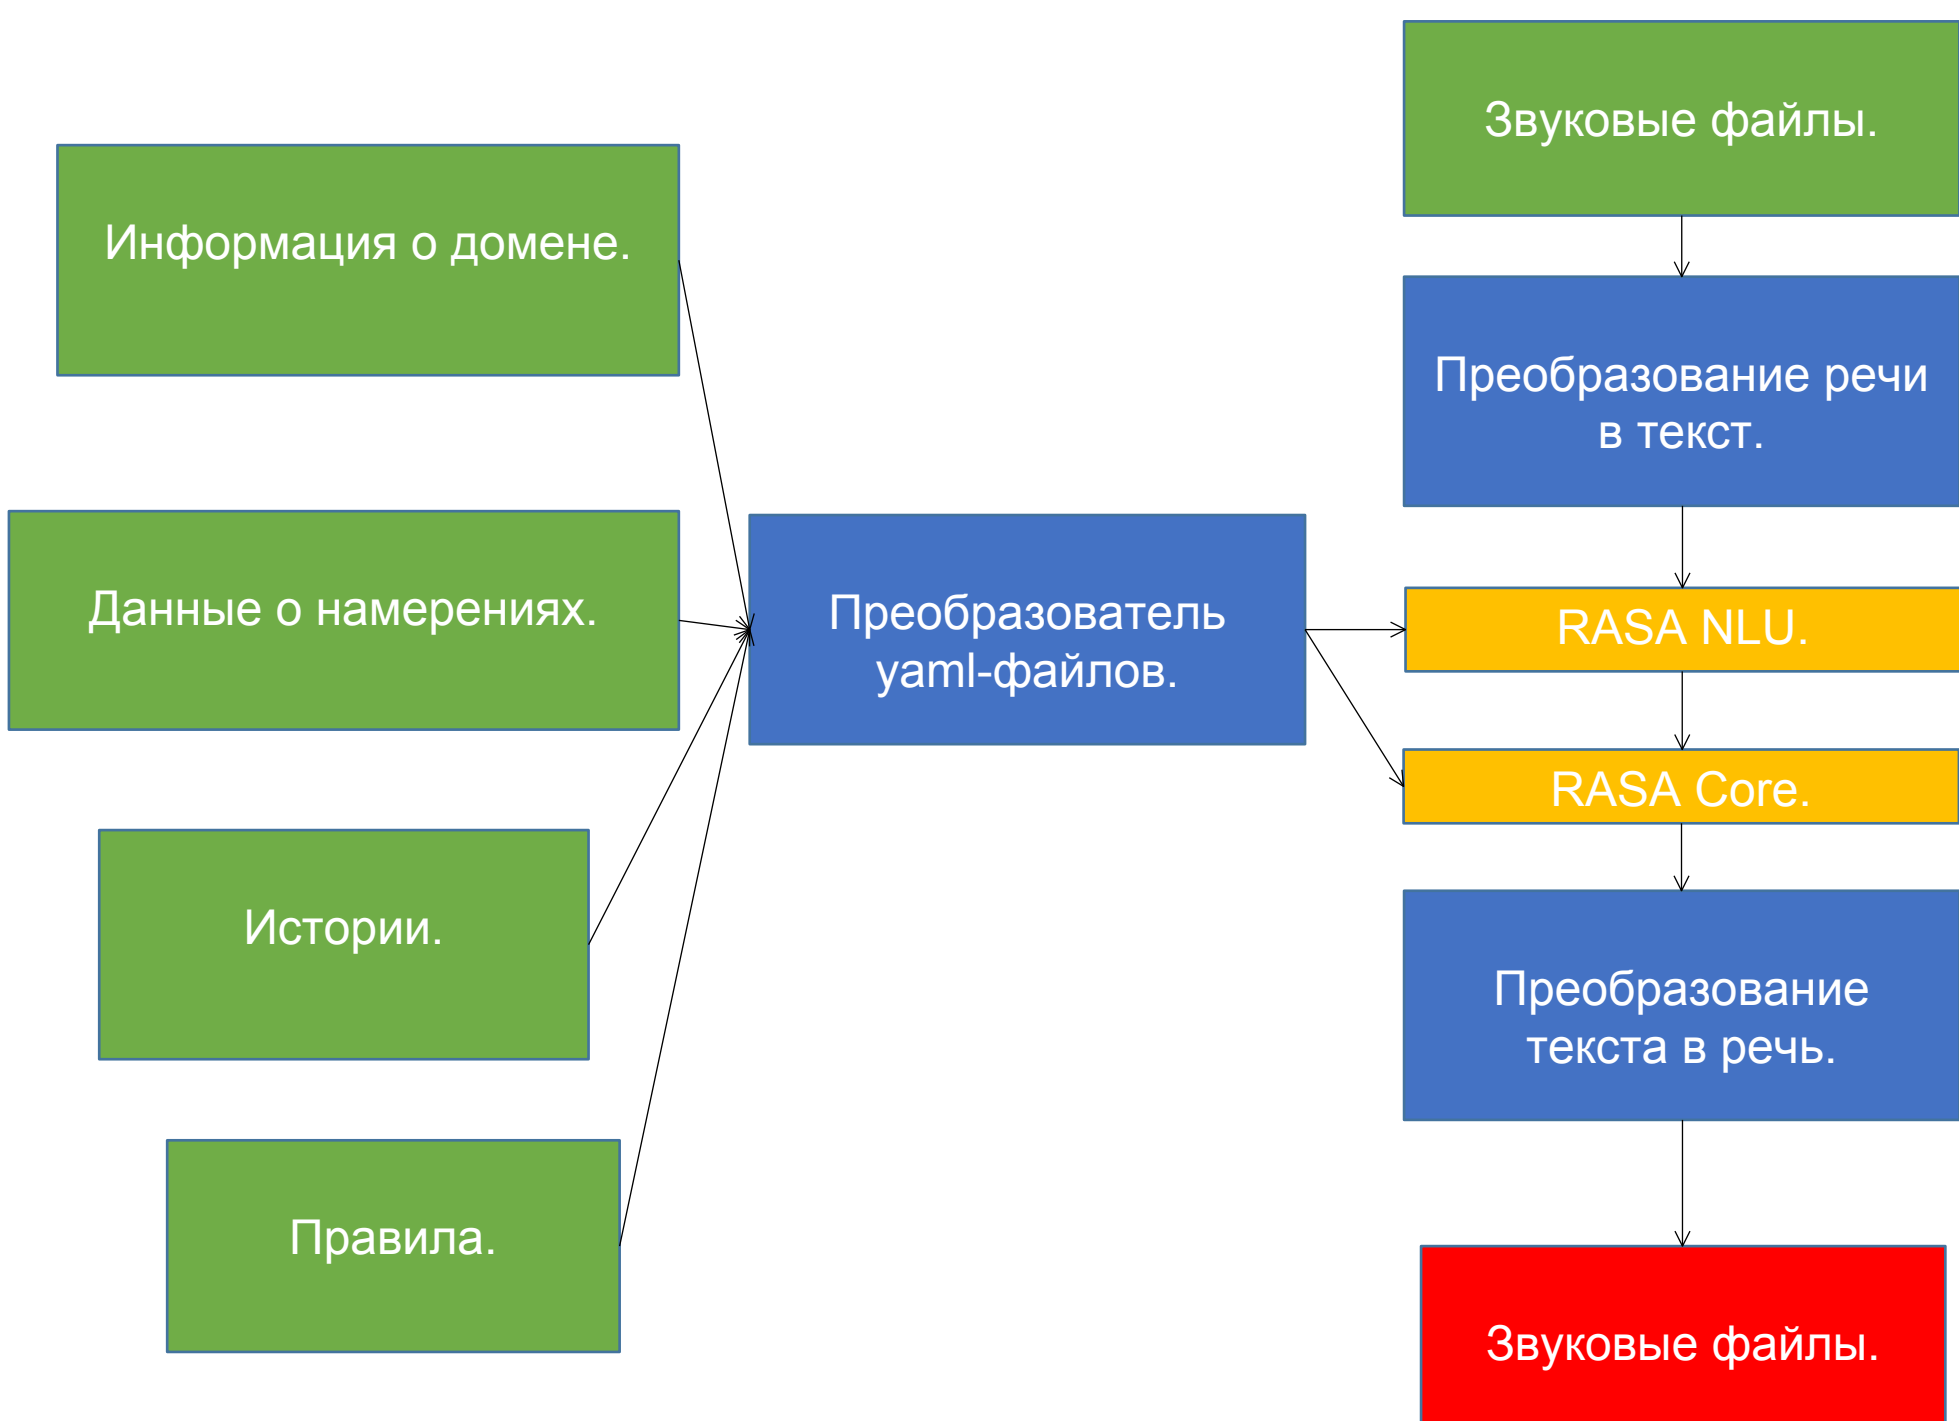 Звуковые файлы.
Информация о домене.
Преобразование речи
в текст.
Данные о намерениях.
Преобразователь
yaml-файлов.
RASA NLU.
RASA Core.
Истории.
Преобразование
текста в речь.
Правила.
Звуковые файлы.